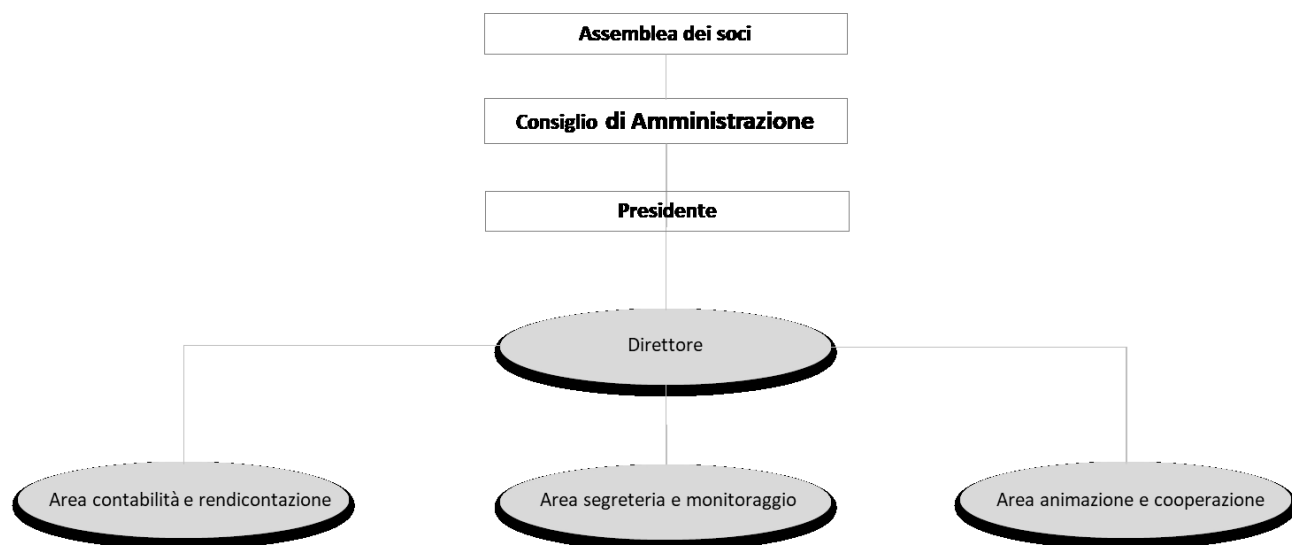 Assemblea dei soci
Consiglio di Amministrazione
Presidente
Direttore
Area contabilità e rendicontazione
Area segreteria e monitoraggio
Area animazione e cooperazione